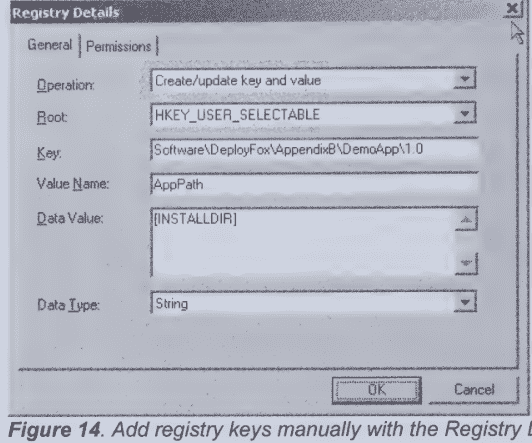 Registry Details
General Permissions
Operation: Create/update key and value
Root: HKEY_USER_SELECTABLE
Key: Software\DeployFox\AppendixB\DemoApp\1.0
Value Name: AppPath
Data Value: [INSTALLDIR]
Data Type: String
OK Cancel
Figure 14. Add registry keys manually with the Registry